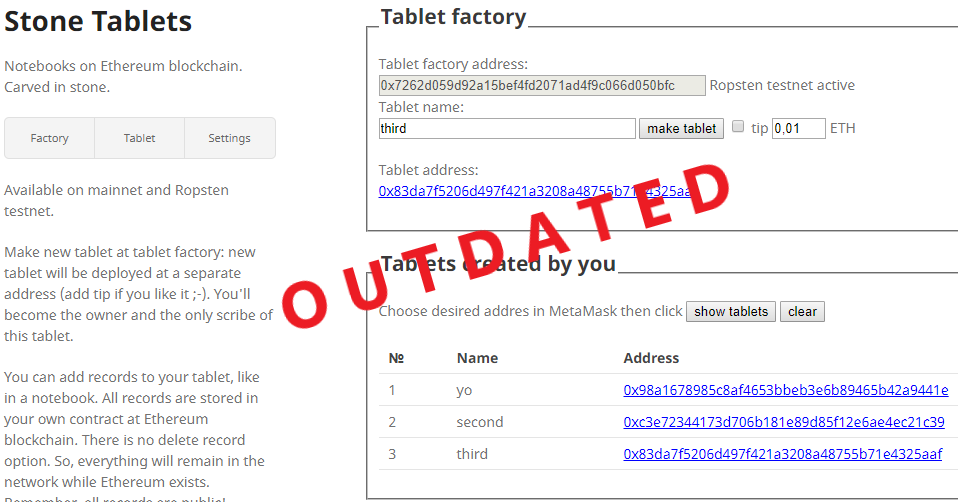 Stone Tablets
Notebooks on Ethereum blockchain.
Carved in stone.
Factory Tablet Settings
Available on mainnet and Ropsten
testnet.
Make new tablet at tablet factory: new
tablet will be deployed at a separate
address (add tip if you like it ;-). You'll
become the owner and the only scribe of
this tablet.
You can add records to your tablet, like
in a notebook. All records are stored in
your own contract at Ethereum
blockchain. There is no delete record
option. So, everything will remain in the
network while Ethereum exists.
Remember, all records are public!
Tablet factory
Tablet factory address:
0x7262d059d92a15bef4fd2071ad4f9c066d050bfc Ropsten testnet active
Tablet name:
third make tablet tip 0,01 ETH
Tablet address:
0x83da7f5206d497f421a3208a48755b71e4325aaf
OUTDATED
Tablets created by you
Choose desired addres in MetaMask then click show tablets clear
№ Name Address
1 yo 0x98a1678985c8af4653bbeb3e6b89465b42a9441e
2 second 0xc3e72344173d706b181e89d85f12e6ae4ec21c39
3 third 0x83da7f5206d497f421a3208a48755b71e4325aaf